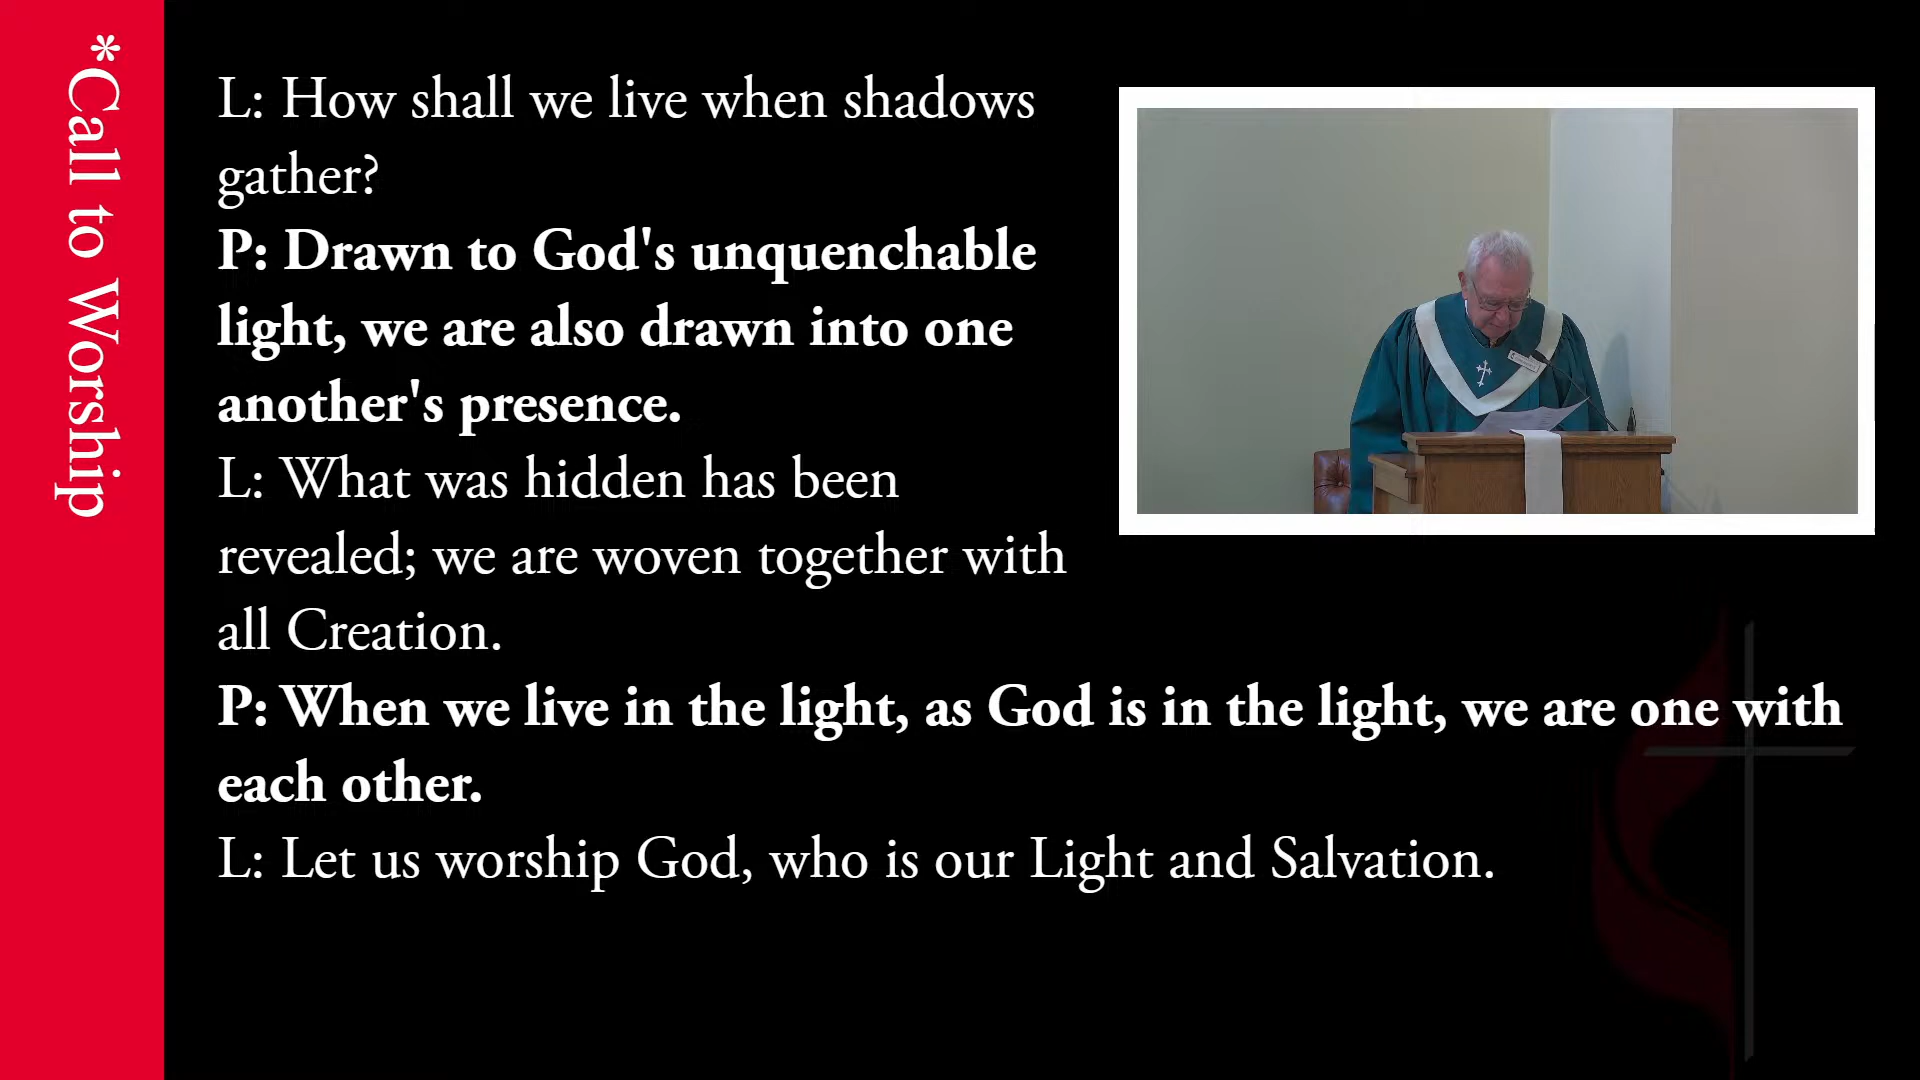 *Call to Worship
L: How shall we live when shadows
gather?
P: Drawn to God's unquenchable
light, we are also drawn into one
another's presence.
L: What was hidden has been
revealed; we are woven together with
all Creation.
P: When we live in the light, as God is in the light, we are one with
each other.
L: Let us worship God, who is our Light and Salvation.